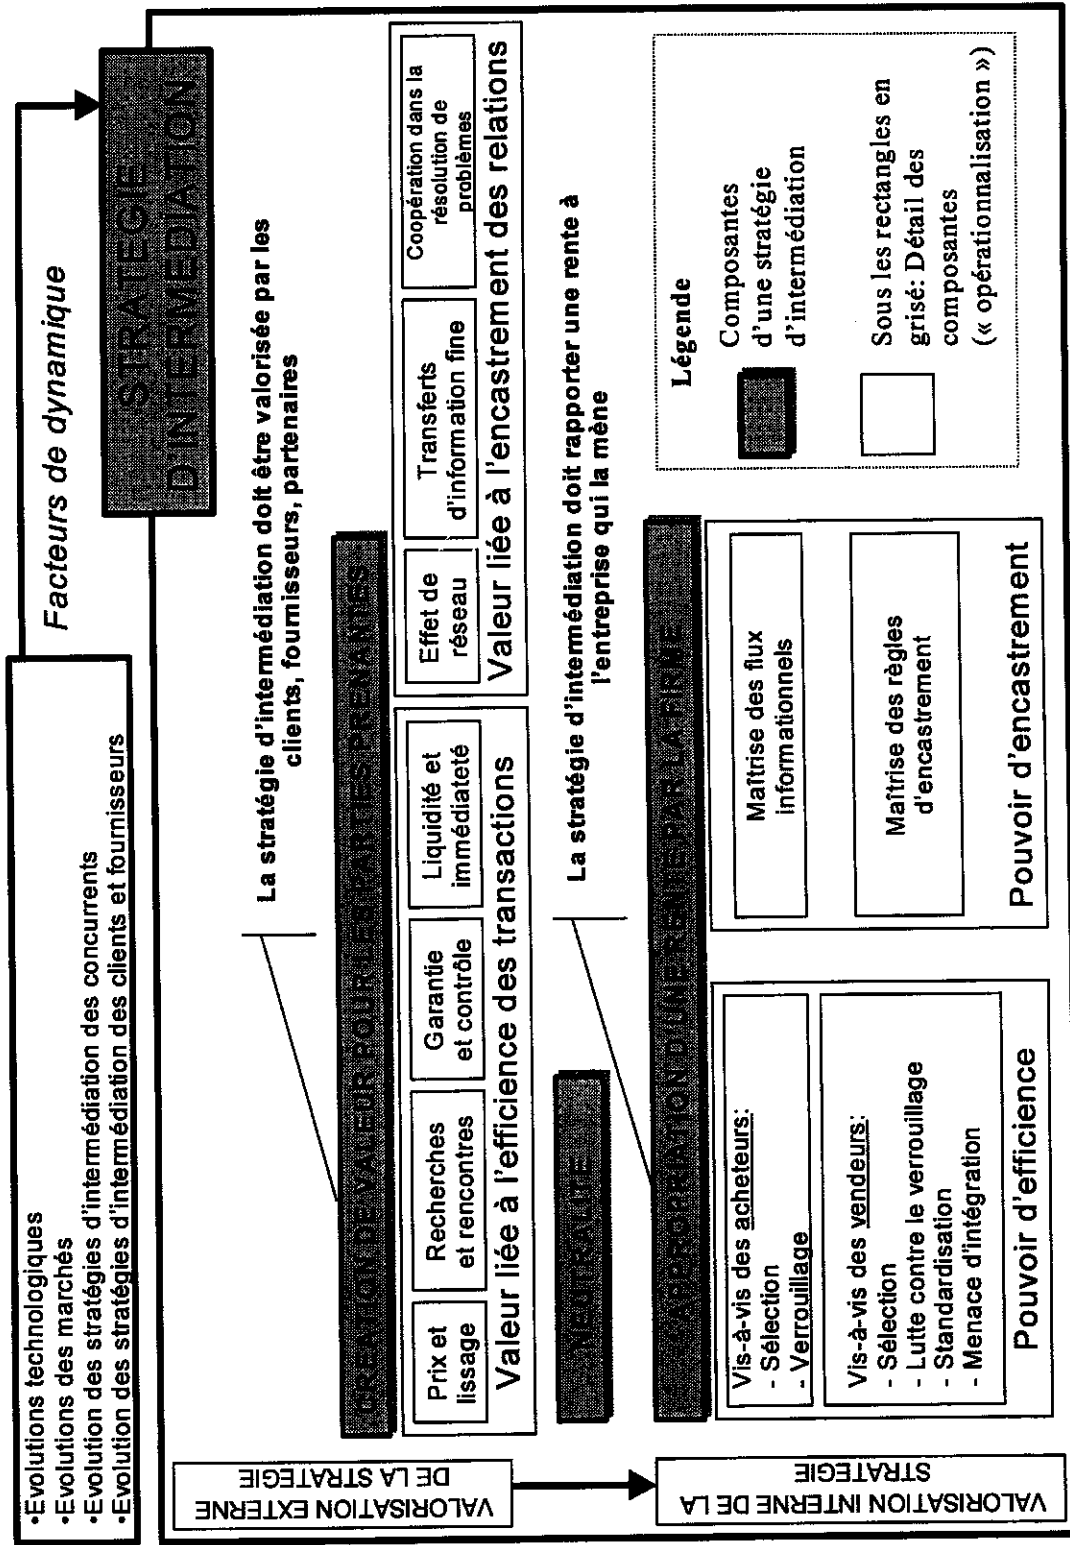 •Evolutions technologiques
•Evolutions des marchés
•Evolution des stratégies d'intermédiation des concurrents
•Evolution des stratégies d'intermédiation des clients et fournisseurs
Facteurs de dynamique
STRATEGIE
D'INTERMEDIATION
VALORISATION EXTERNE
DE LA STRATEGIE
La stratégie d'intermédiation doit être valorisée par les
clients, fournisseurs, partenaires
CREATION DE VALEUR POUR LES PARTIES PRENANTES
Prix et
lissage
Recherches
et rencontres
Garantie
et contrôle
Liquidité et
immédiateté
Valeur liée à l'efficience des transactions
Effet de
réseau
Transferts
d'information fine
Coopération dans la
résolution de
problèmes
Valeur liée à l'encastrement des relations
NEUTRALITE
La stratégie d'intermédiation doit rapporter une rente à
l'entreprise qui la mène
VALORISATION INTERNE DE LA
STRATEGIE
APPROPRIATION D'UNE RENTE PAR LA FIRME
Vis-à-vis des acheteurs:
- Sélection
- Verrouillage
Vis-à-vis des vendeurs:
- Sélection
- Lutte contre le verrouillage
- Standardisation
- Menace d'intégration
Pouvoir d'efficience
Maîtrise des flux
informationnels
Maîtrise des règles
d'encastrement
Pouvoir d'encastrement
Légende
Composantes
d'une stratégie
d'intermédiation
Sous les rectangles en
grisé: Détail des
composantes
(« opérationnalisation »)